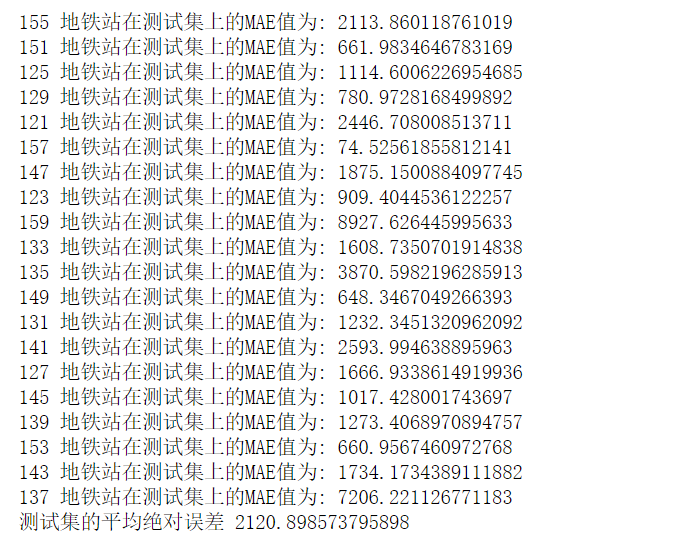 155 地铁站在测试集上的MAE值为: 2113.860118761019
151 地铁站在测试集上的MAE值为: 661.9834646783169
125 地铁站在测试集上的MAE值为: 1114.6006226954685
129 地铁站在测试集上的MAE值为: 780.9728168499892
121 地铁站在测试集上的MAE值为: 2446.708008513711
157 地铁站在测试集上的MAE值为: 74.52561855812141
147 地铁站在测试集上的MAE值为: 1875.1500884097745
123 地铁站在测试集上的MAE值为: 909.4044536122257
159 地铁站在测试集上的MAE值为: 8927.626445995633
133 地铁站在测试集上的MAE值为: 1608.7350701914838
135 地铁站在测试集上的MAE值为: 3870.5982196285913
149 地铁站在测试集上的MAE值为: 648.3467049266393
131 地铁站在测试集上的MAE值为: 1232.3451320962092
141 地铁站在测试集上的MAE值为: 2593.994638895963
127 地铁站在测试集上的MAE值为: 1666.9338614919936
145 地铁站在测试集上的MAE值为: 1017.428001743697
139 地铁站在测试集上的MAE值为: 1273.4068970894757
153 地铁站在测试集上的MAE值为: 660.9567460972768
143 地铁站在测试集上的MAE值为: 1734.1734389111882
137 地铁站在测试集上的MAE值为: 7206.221126771183
测试集的平均绝对误差 2120.898573795898